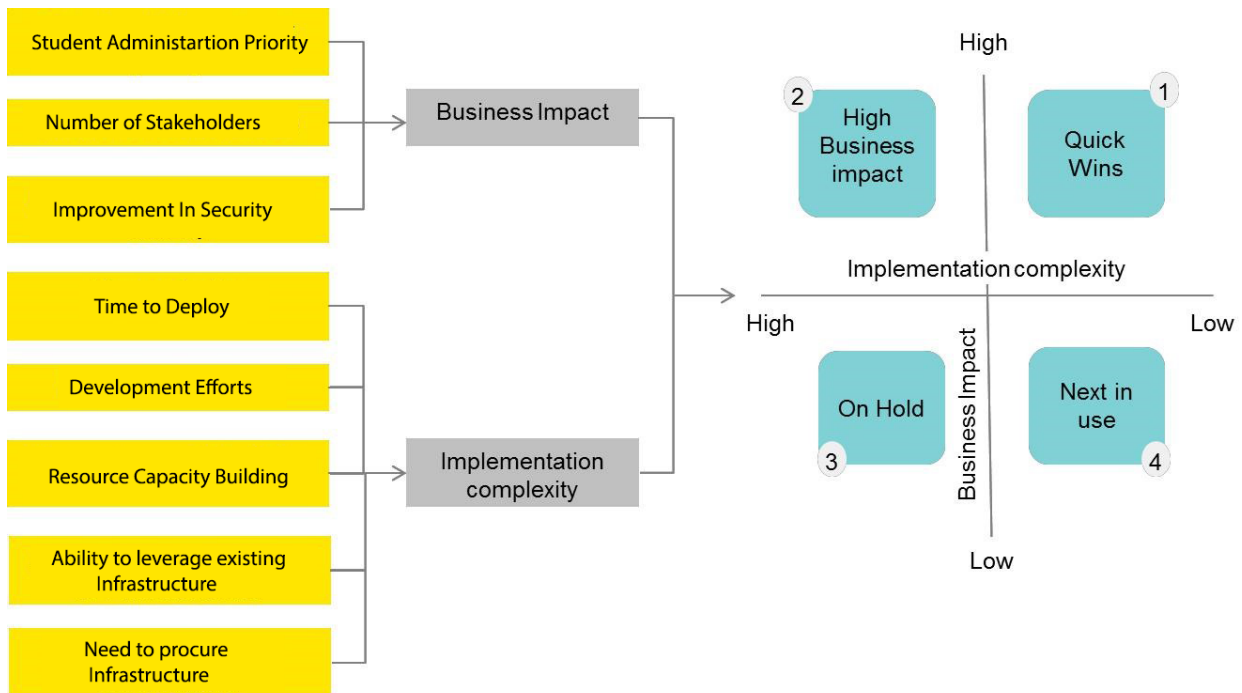 Student Administartion Priority
Number of Stakeholders
Improvement In Security
Time to Deploy
Development Efforts
Resource Capacity Building
Ability to leverage existing
Infrastructure
Need to procure
Infrastructure
Business Impact
Implementation
complexity
High
2
High
Business
impact
1
Quick
Wins
Implementation complexity
High
Low
Business Impact
On Hold
3
Next in
use
4
Low